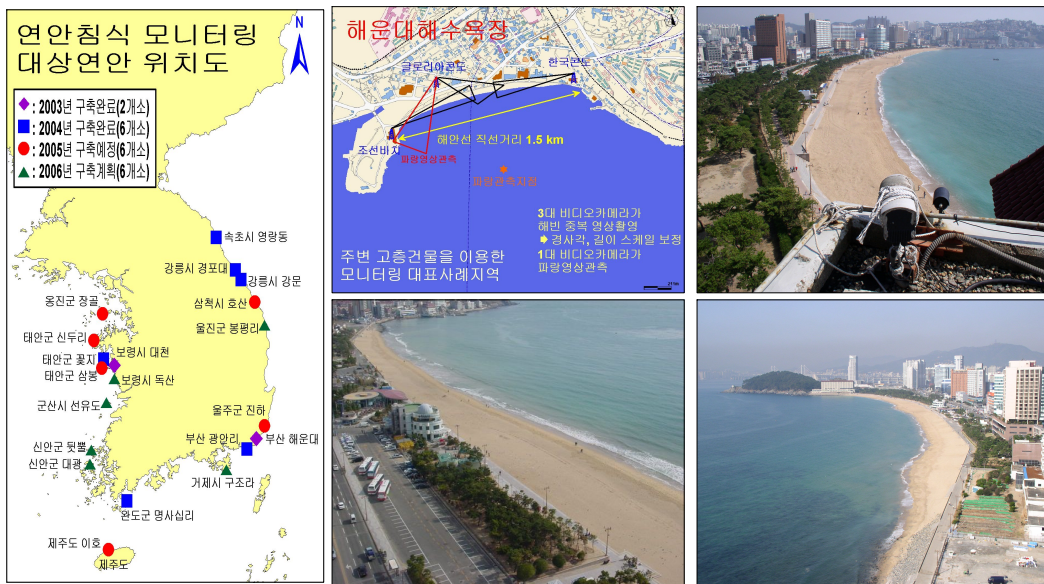 연안침식 모니터링
대상연안 위치도
N
: 2003년 구축완료(2개소)
: 2004년 구축완료(6개소)
: 2005년 구축예정(6개소)
: 2006년 구축계획(6개소)
속초시 영랑동
강릉시 경포대
강릉시 강문
옹진군 장골
삼척시 호산
울진군 봉평리
태안군 신두리
보령시 대천
태안군 꽃지
태안군 삼봉
보령시 독산
군산시 선유도
울주군 진하
부산 광안리
부산 해운대
신안군 뒷뿔
신안군 대광
거제시 구조라
완도군 명사십리
제주도 이호
제주도
해운대해수욕장
글로리아콘도
한국콘도
해안선 직선거리 1.5 km
조선비치
파랑영상관측
파랑관측지점
3대 비디오카메라가
해빈 중복 영상촬영
경사각, 길이 스케일 보정
1대 비디오카메라가
파랑영상관측
주변 고층건물을 이용한
모니터링 대표사례지역